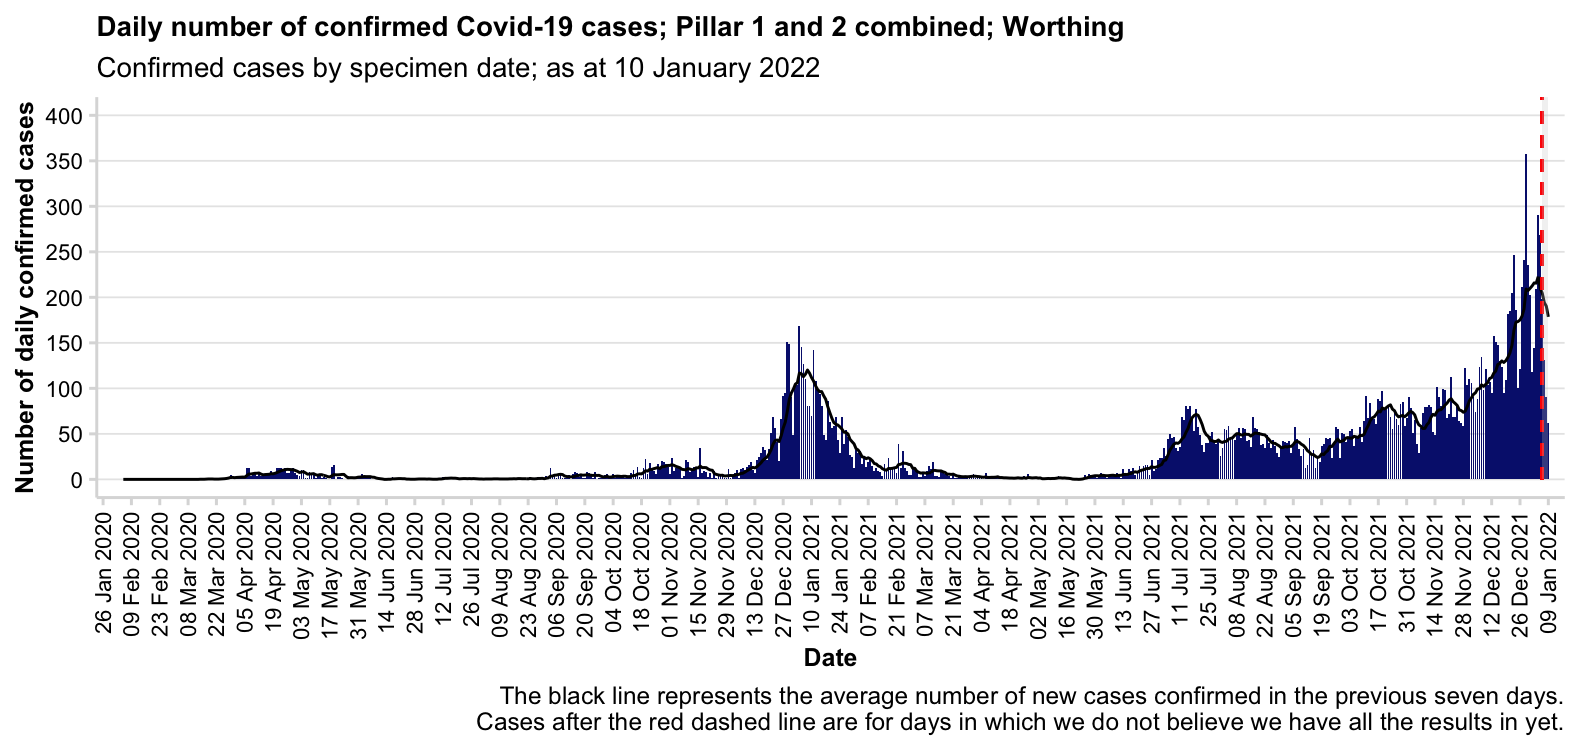 Daily number of confirmed Covid-19 cases; Pillar 1 and 2 combined; Worthing
Confirmed cases by specimen date; as at 10 January 2022
Number of daily confirmed cases
400
350
300
250
200
150
100
50
0
26 Jan 2020
09 Feb 2020
23 Feb 2020
08 Mar 2020
22 Mar 2020
05 Apr 2020
19 Apr 2020
03 May 2020
17 May 2020
31 May 2020
14 Jun 2020
28 Jun 2020
12 Jul 2020
26 Jul 2020
09 Aug 2020
23 Aug 2020
06 Sep 2020
20 Sep 2020
04 Oct 2020
18 Oct 2020
01 Nov 2020
15 Nov 2020
29 Nov 2020
13 Dec 2020
27 Dec 2020
10 Jan 2021
24 Jan 2021
07 Feb 2021
21 Feb 2021
07 Mar 2021
21 Mar 2021
04 Apr 2021
18 Apr 2021
02 May 2021
16 May 2021
30 May 2021
13 Jun 2021
27 Jun 2021
11 Jul 2021
25 Jul 2021
08 Aug 2021
22 Aug 2021
05 Sep 2021
19 Sep 2021
03 Oct 2021
17 Oct 2021
31 Oct 2021
14 Nov 2021
28 Nov 2021
12 Dec 2021
26 Dec 2021
09 Jan 2022
Date
The black line represents the average number of new cases confirmed in the previous seven days.
Cases after the red dashed line are for days in which we do not believe we have all the results in yet.